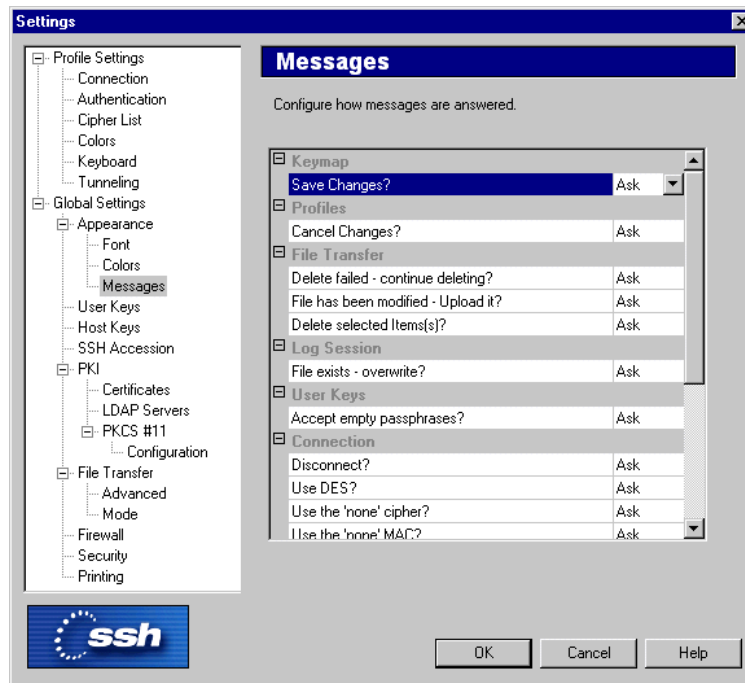 Settings
Profile Settings
Connection
Authentication
Cipher List
Colors
Keyboard
Tunneling
Global Settings
Appearance
Font
Colors
Messages
User Keys
Host Keys
SSH Accession
PKI
Certificates
LDAP Servers
PKCS #11
Configuration
File Transfer
Advanced
Mode
Firewall
Security
Printing
ssh
Messages
Configure how messages are answered.
Keymap
Save Changes? Ask
Profiles
Cancel Changes? Ask
File Transfer
Delete failed - continue deleting? Ask
File has been modified - Upload it? Ask
Delete selected Items(s)? Ask
Log Session
File exists - overwrite? Ask
User Keys
Accept empty passphrases? Ask
Connection
Disconnect? Ask
Use DES? Ask
Use the 'none' cipher? Ask
Use the 'none' MAC? Ask
OK Cancel Help